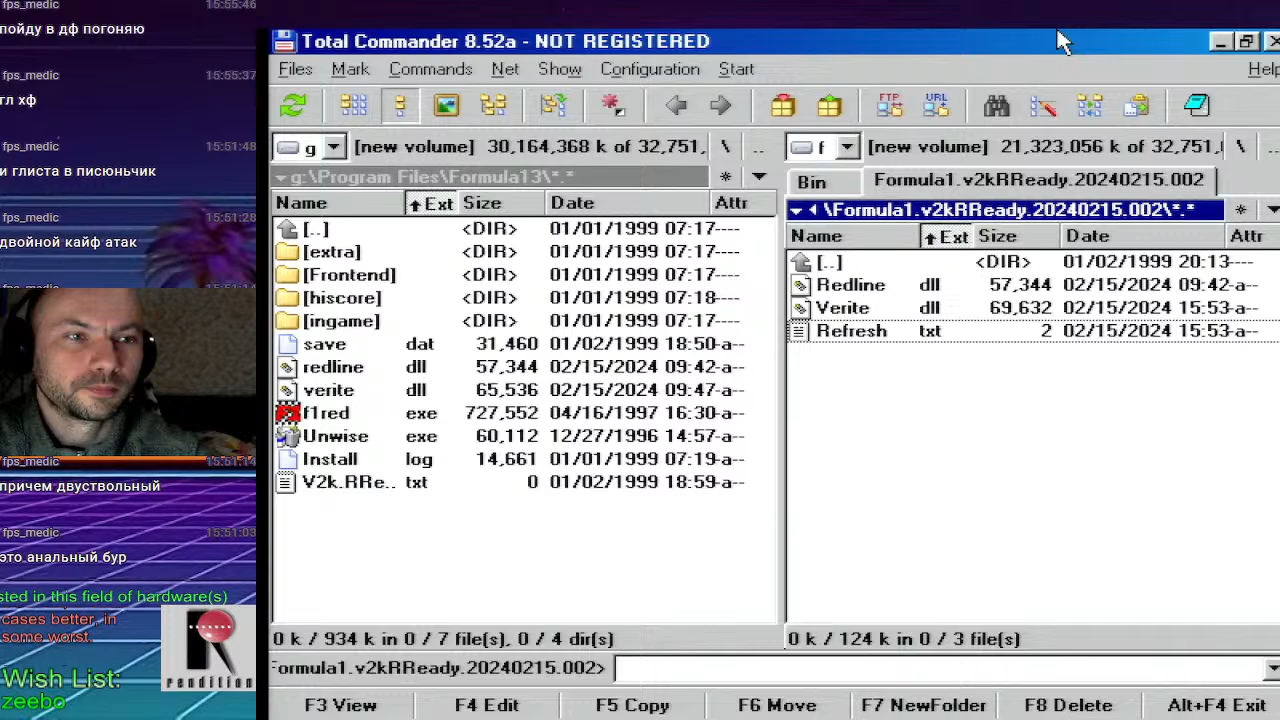 fps_medic 15:55:46
пойду в дф погоняю
fps_medic 15:55:37
гл хф
fps_medic 15:51:48
и глиста в писюньчик
fps_medic 15:51:28
двойной кайф атак
причем двуствольный
fps_medic 15:51:14
fps_medic 15:51:03
это анальный бур
sted in this field of hardware(s)
cases better, in
some worst
Wish List:
zeebo
rendition
Total Commander 8.52a - NOT REGISTERED
Files Mark Commands Net Show Configuration Start Help
FTP URL
g [new volume] 30,164,368 k of 32,751, \ ..
g:\Program Files\Formula13\*.* *
Name Ext Size Date Attr
[..] <DIR> 01/01/1999 07:17----
[extra] <DIR> 01/01/1999 07:17----
[Frontend] <DIR> 01/01/1999 07:17----
[hiscore] <DIR> 01/01/1999 07:18----
[ingame] <DIR> 01/01/1999 07:17----
save dat 31,460 01/02/1999 18:50-a--
redline dll 57,344 02/15/2024 09:42-a--
verite dll 65,536 02/15/2024 09:47-a--
f1red exe 727,552 04/16/1997 16:30-a--
Unwise exe 60,112 12/27/1996 14:57-a--
Install log 14,661 01/01/1999 07:19-a--
V2k.RRe.. txt 0 01/02/1999 18:59-a--
0 k / 934 k in 0 / 7 file(s), 0 / 4 dir(s)
f [new volume] 21,323,056 k of 32,751, \ ..
Bin Formula1.v2kRReady.20240215.002
\Formula1.v2kRReady.20240215.002\*.* *
Name Ext Size Date Attr
[..] <DIR> 01/02/1999 20:13----
Redline dll 57,344 02/15/2024 09:42-a--
Verite dll 69,632 02/15/2024 15:53-a--
Refresh txt 2 02/15/2024 15:53-a--
0 k / 124 k in 0 / 3 file(s)
Formula1.v2kRReady.20240215.002>
F3 View F4 Edit F5 Copy F6 Move F7 NewFolder F8 Delete Alt+F4 Exit